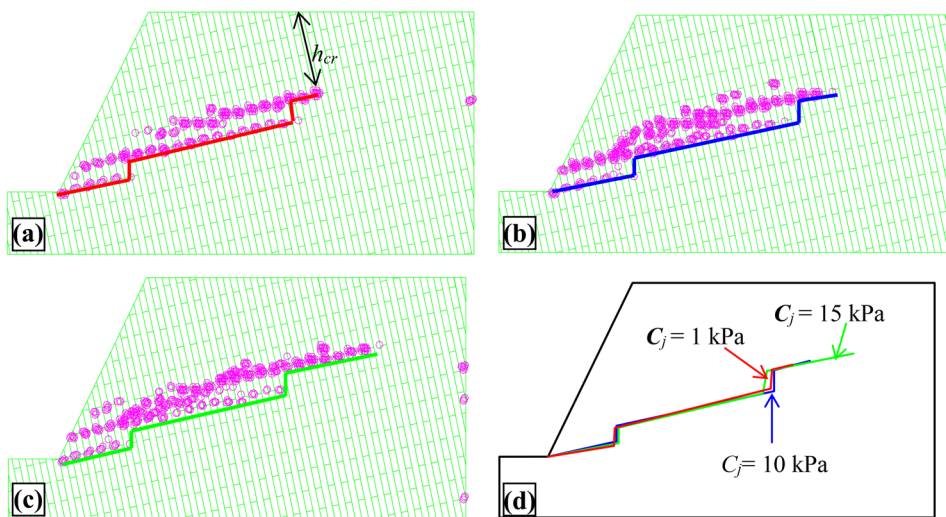 h_cr
(a)
(b)
(c)
C_j = 1 kPa
C_j = 15 kPa
C_j = 10 kPa
(d)